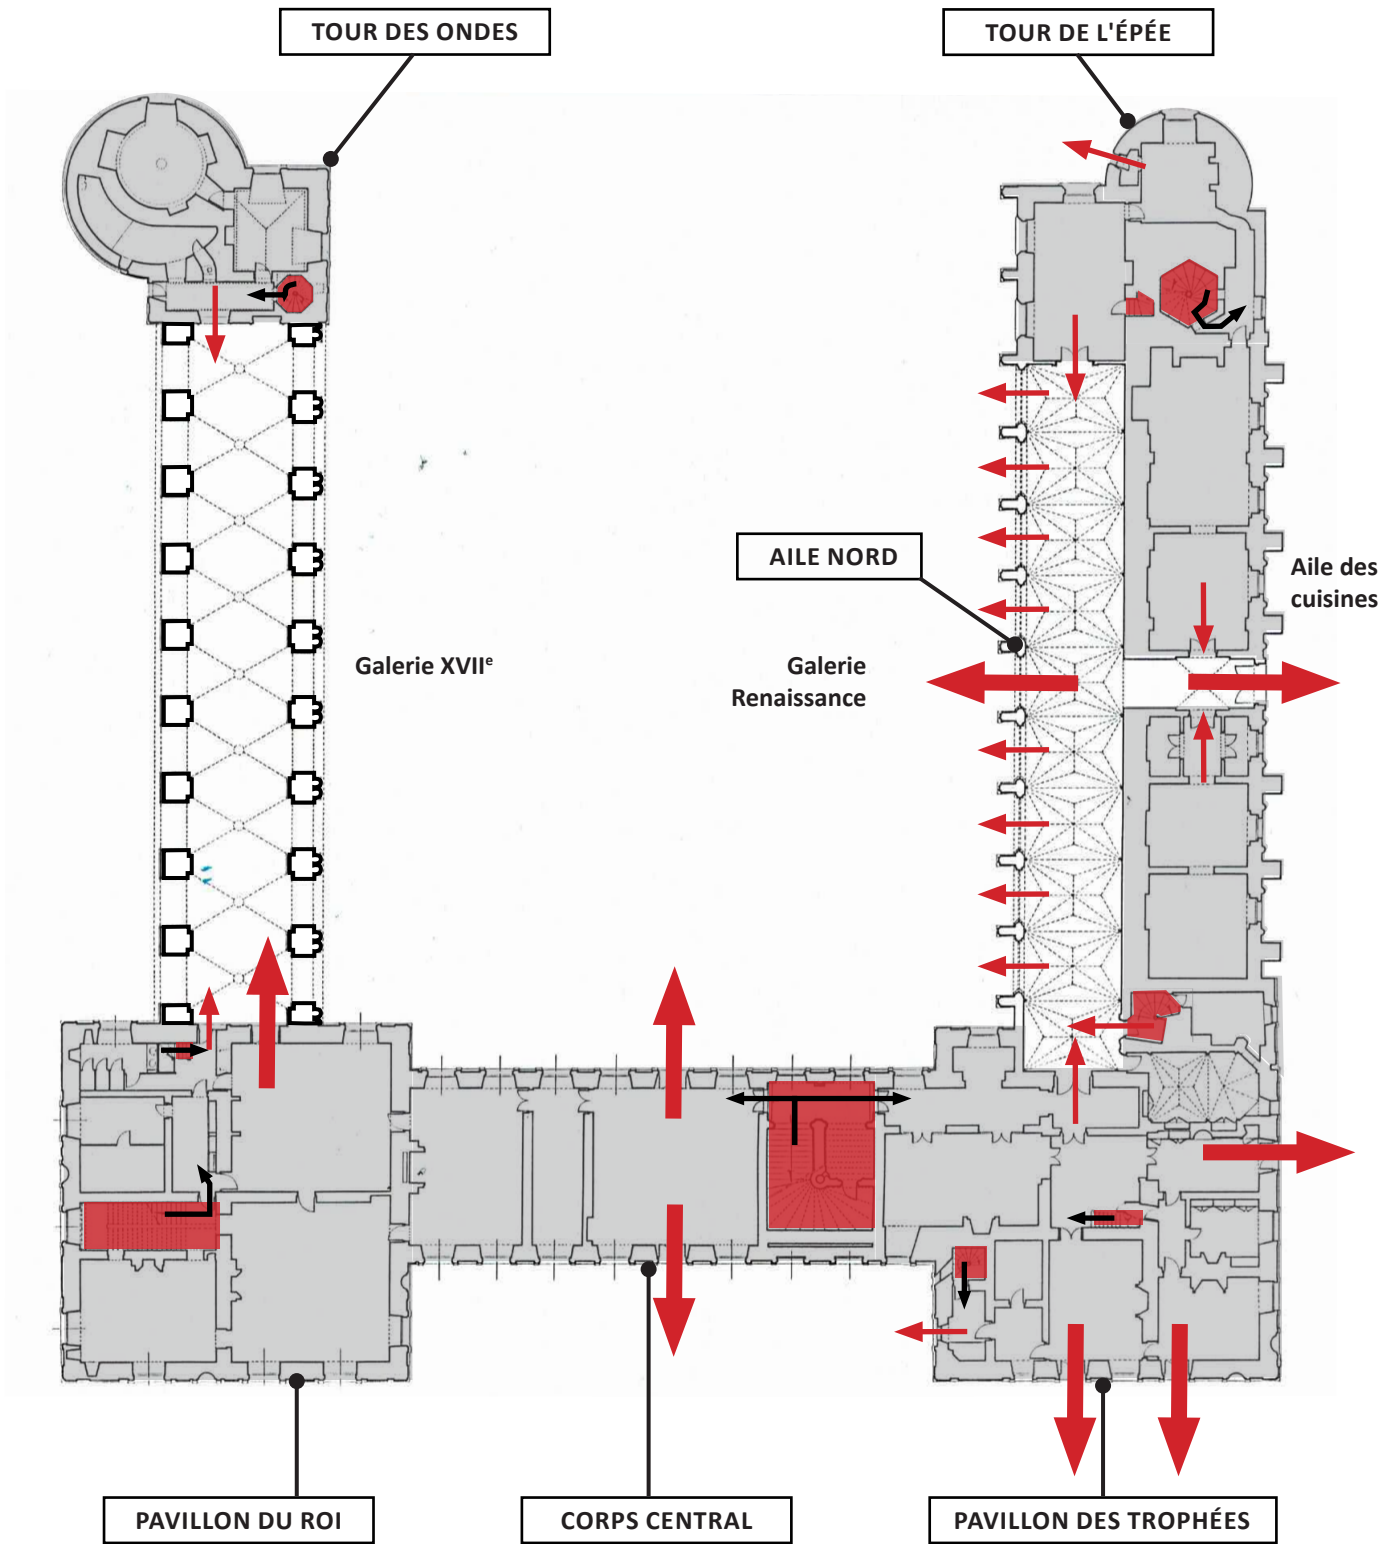 TOUR DES ONDES
TOUR DE L'ÉPÉE
AILE NORD
Aile des
cuisines
Galerie XVIIᵉ
Galerie
Renaissance
PAVILLON DU ROI
CORPS CENTRAL
PAVILLON DES TROPHÉES